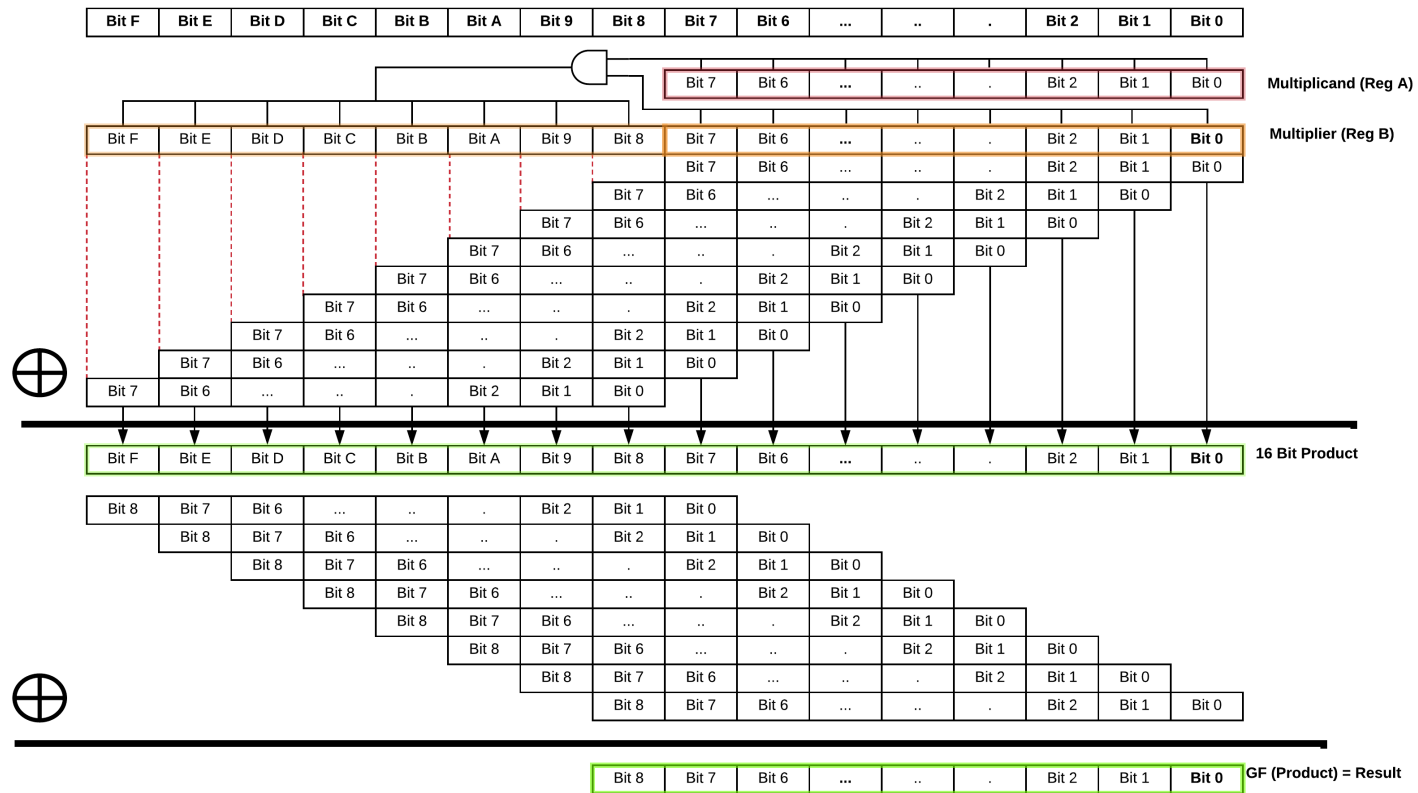 Bit F Bit E Bit D Bit C Bit B Bit A Bit 9 Bit 8 Bit 7 Bit 6 ... .. . Bit 2 Bit 1 Bit 0
Bit 7 Bit 6 ... .. . Bit 2 Bit 1 Bit 0 Multiplicand (Reg A)
Bit F Bit E Bit D Bit C Bit B Bit A Bit 9 Bit 8 Bit 7 Bit 6 ... .. . Bit 2 Bit 1 Bit 0 Multiplier (Reg B)
Bit 7 Bit 6 ... .. . Bit 2 Bit 1 Bit 0
Bit 7 Bit 6 ... .. . Bit 2 Bit 1 Bit 0
Bit 7 Bit 6 ... .. . Bit 2 Bit 1 Bit 0
Bit 7 Bit 6 ... .. . Bit 2 Bit 1 Bit 0
Bit 7 Bit 6 ... .. . Bit 2 Bit 1 Bit 0
Bit 7 Bit 6 ... .. . Bit 2 Bit 1 Bit 0
Bit 7 Bit 6 ... .. . Bit 2 Bit 1 Bit 0
Bit 7 Bit 6 ... .. . Bit 2 Bit 1 Bit 0
Bit 7 Bit 6 ... .. . Bit 2 Bit 1 Bit 0
Bit F Bit E Bit D Bit C Bit B Bit A Bit 9 Bit 8 Bit 7 Bit 6 ... .. . Bit 2 Bit 1 Bit 0 16 Bit Product
Bit 8 Bit 7 Bit 6 ... .. . Bit 2 Bit 1 Bit 0
Bit 8 Bit 7 Bit 6 ... .. . Bit 2 Bit 1 Bit 0
Bit 8 Bit 7 Bit 6 ... .. . Bit 2 Bit 1 Bit 0
Bit 8 Bit 7 Bit 6 ... .. . Bit 2 Bit 1 Bit 0
Bit 8 Bit 7 Bit 6 ... .. . Bit 2 Bit 1 Bit 0
Bit 8 Bit 7 Bit 6 ... .. . Bit 2 Bit 1 Bit 0
Bit 8 Bit 7 Bit 6 ... .. . Bit 2 Bit 1 Bit 0
Bit 8 Bit 7 Bit 6 ... .. . Bit 2 Bit 1 Bit 0
Bit 8 Bit 7 Bit 6 ... .. . Bit 2 Bit 1 Bit 0 GF (Product) = Result